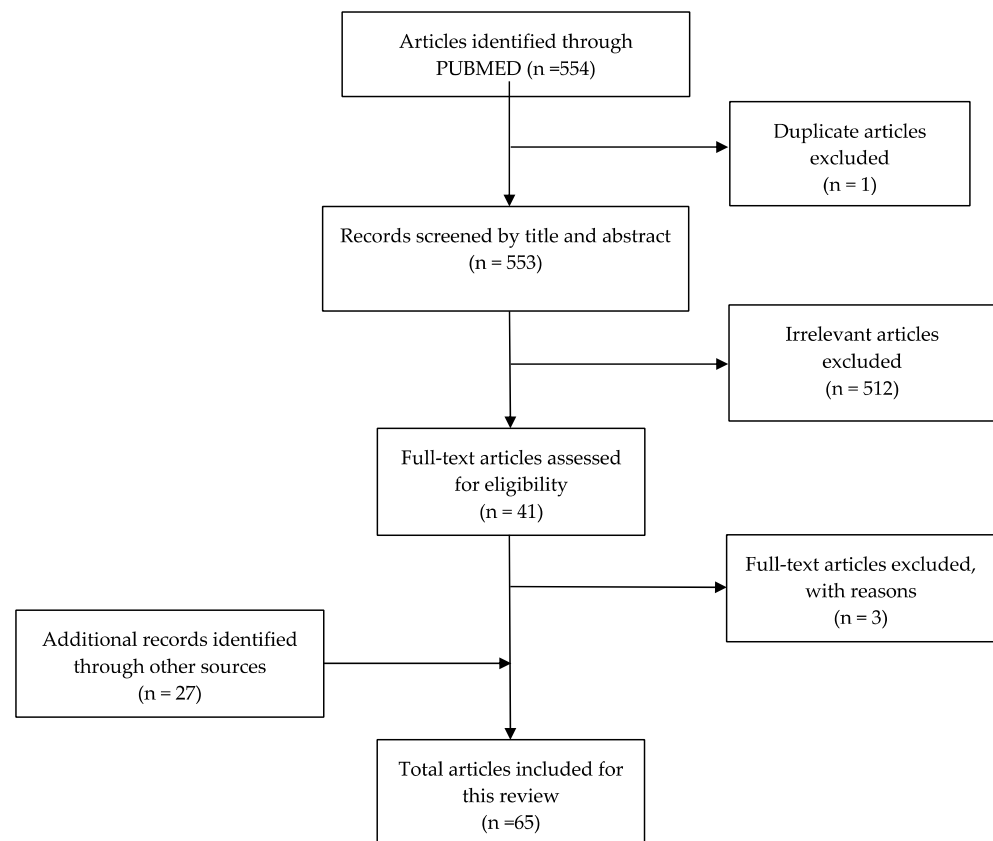 Articles identified through
PUBMED (n =554)
Duplicate articles
excluded
(n = 1)
Records screened by title and abstract
(n = 553)
Irrelevant articles
excluded
(n = 512)
Full-text articles assessed
for eligibility
(n = 41)
Full-text articles excluded,
with reasons
(n = 3)
Additional records identified
through other sources
(n = 27)
Total articles included for
this review
(n =65)